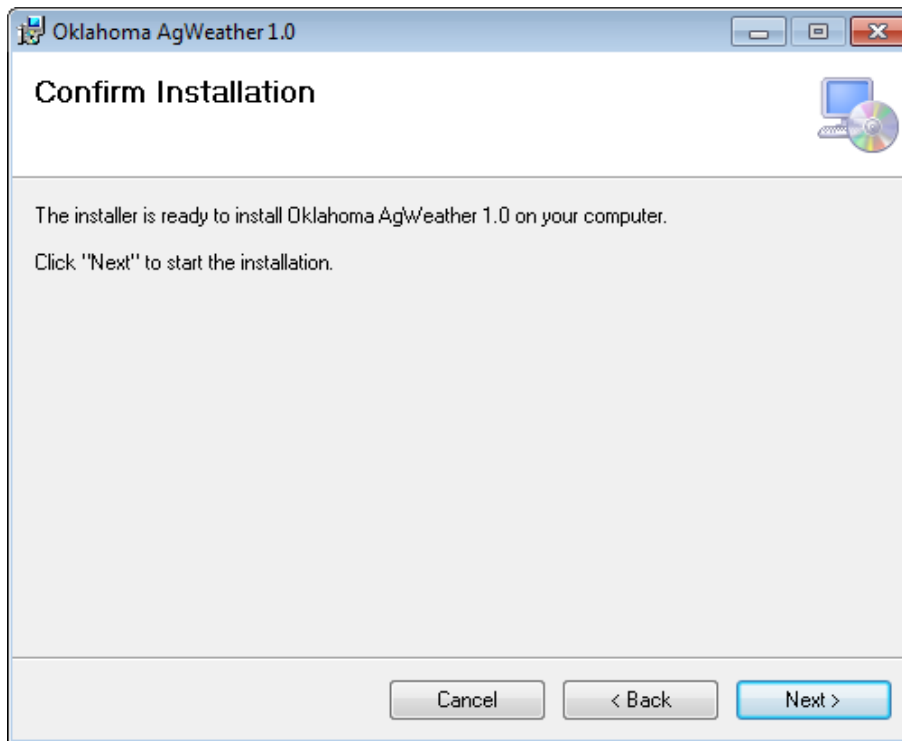 Oklahoma AgWeather 1.0
Confirm Installation
The installer is ready to install Oklahoma AgWeather 1.0 on your computer.
Click "Next" to start the installation.
Cancel
< Back
Next >